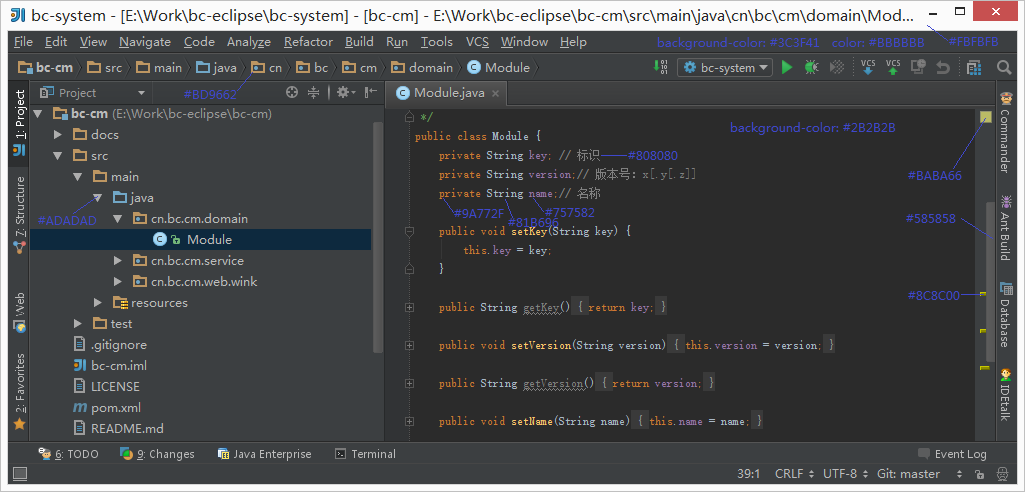 bc-system - [E:\Work\bc-eclipse\bc-system] - [bc-cm] - E:\Work\bc-eclipse\bc-cm\src\main\java\cn\bc\cm\domain\Mod...
File Edit View Navigate Code Analyze Refactor Build Run Tools VCS Window Help
background-color: #3C3F41 color: #BBBBBB
#FBFBFB
bc-cm src main java cn bc cm domain Module
bc-system
VCS VCS
#BD9662
1: Project
Z: Structure
Web
2: Favorites
Project
bc-cm (E:\Work\bc-eclipse\bc-cm)
docs
src
main
java
#ADADAD
cn.bc.cm.domain
Module
cn.bc.cm.service
cn.bc.cm.web.wink
resources
test
.gitignore
bc-cm.iml
LICENSE
pom.xml
README.md
Module.java
*/
background-color: #2B2B2B
public class Module {
private String key; // 标识 #808080
private String version;// 版本号: x[.y[.z]]
private String name;// 名称
#9A772F #81B696 #757582
public void setKey(String key) {
this.key = key;
}
public String getKey() { return key; }
public void setVersion(String version) { this.version = version; }
public String getVersion() { return version; }
public void setName(String name) { this.name = name; }
#BABA66
#585858
#8C8C00
Commander
Ant Build
Database
IDEtalk
6: TODO 9: Changes Java Enterprise Terminal Event Log
39:1 CRLF UTF-8 Git: master